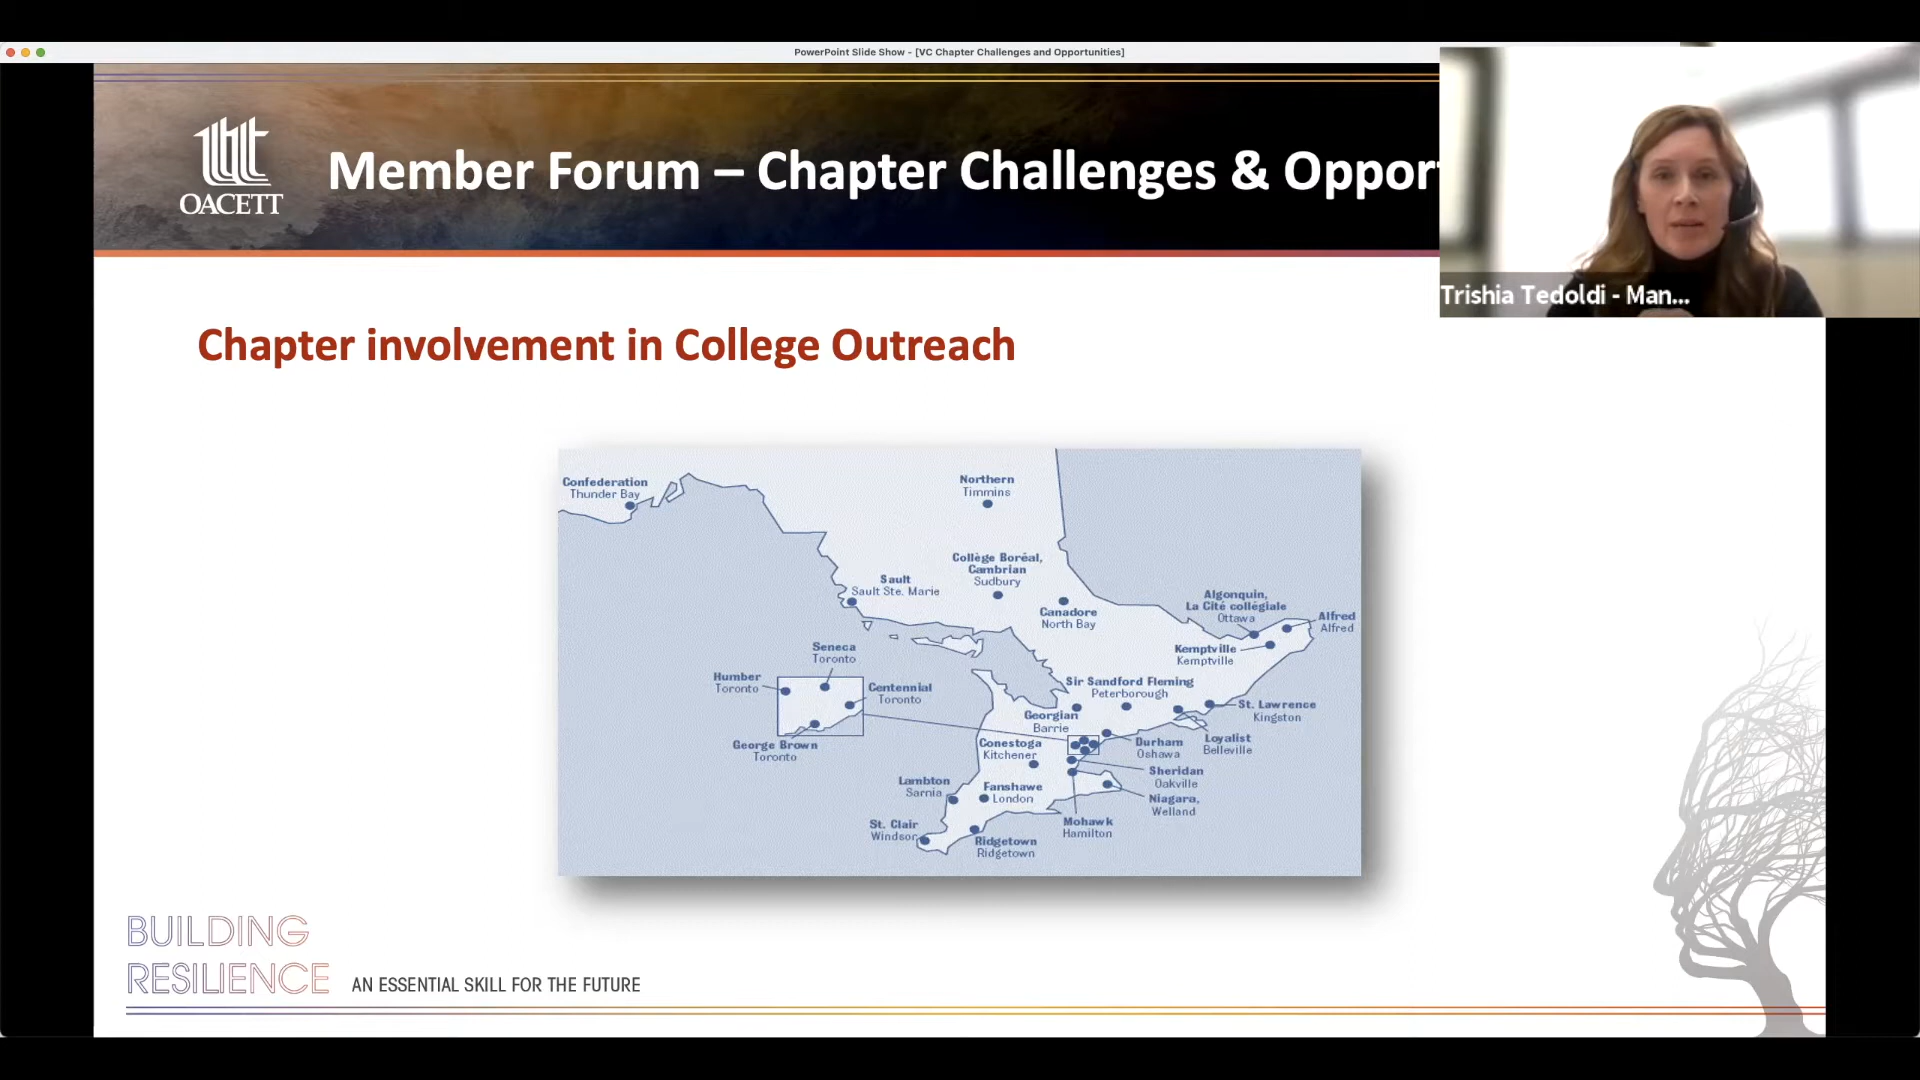 PowerPoint Slide Show - [VC Chapter Challenges and Opportunities]
OACETT
Member Forum – Chapter Challenges & Oppor
Trishia Tedoldi - Man...
Chapter involvement in College Outreach
Confederation
Thunder Bay
Northern
Timmins
Collège Boréal,
Cambrian
Sudbury
Sault
Sault Ste. Marie
Canadore
North Bay
Algonquin,
La Cité collégiale
Ottawa
Alfred
Alfred
Kemptville
Kemptville
Seneca
Toronto
Humber
Toronto
Centennial
Toronto
George Brown
Toronto
Sir Sandford Fleming
Peterborough
Georgian
Barrie
St. Lawrence
Kingston
Loyalist
Belleville
Durham
Oshawa
Conestoga
Kitchener
Sheridan
Oakville
Lambton
Sarnia
Fanshawe
London
Niagara,
Welland
St. Clair
Windsor
Mohawk
Hamilton
Ridgetown
Ridgetown
BUILDING
RESILIENCE AN ESSENTIAL SKILL FOR THE FUTURE